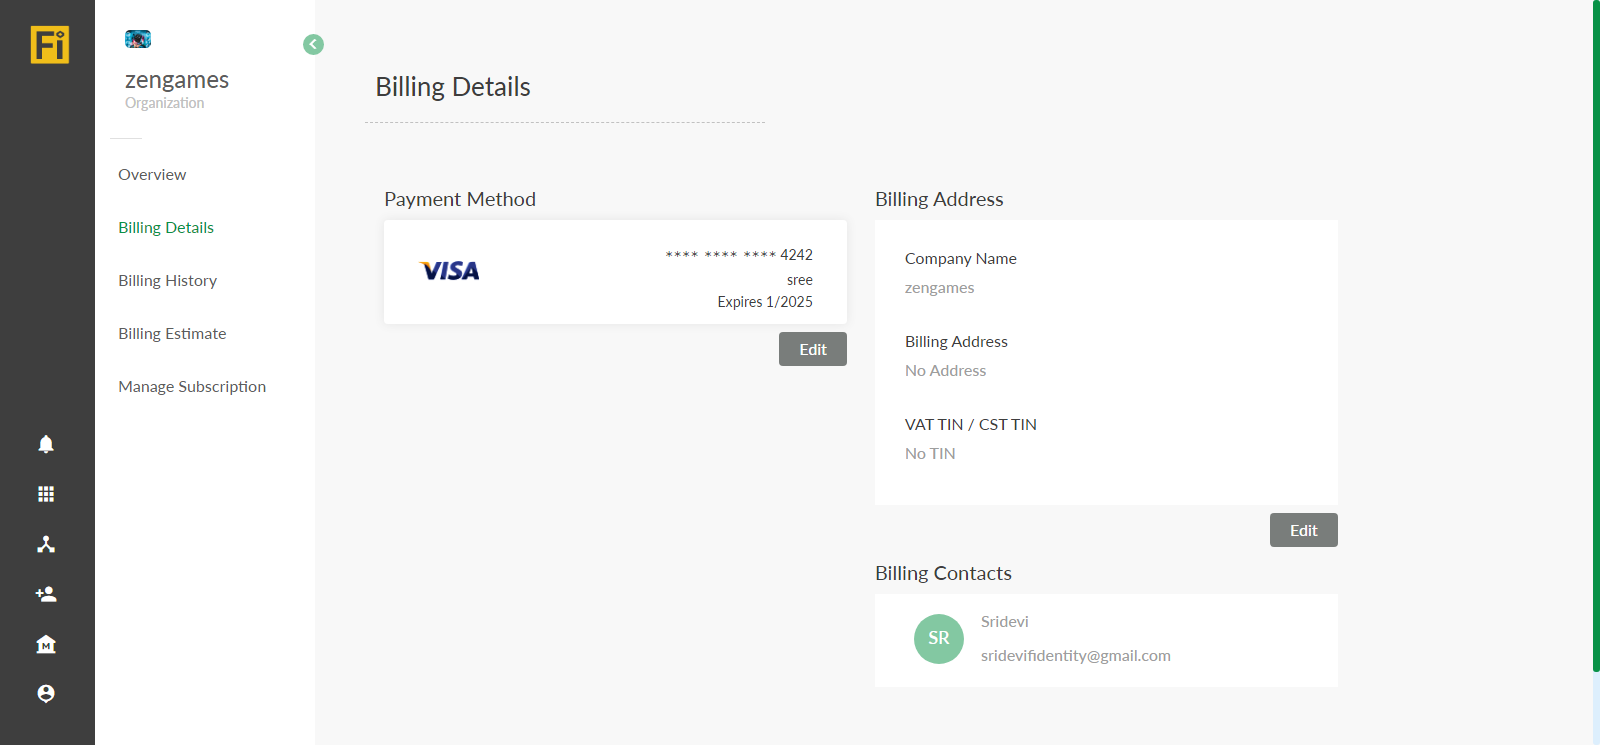 Fi
zengames
Organization
Overview
Billing Details
Billing History
Billing Estimate
Manage Subscription
M
Billing Details
Payment Method
VISA
**** **** **** 4242
sree
Expires 1/2025
Edit
Billing Address
Company Name
zengames
Billing Address
No Address
VAT TIN / CST TIN
No TIN
Edit
Billing Contacts
SR
Sridevi
sridevifidentity@gmail.com